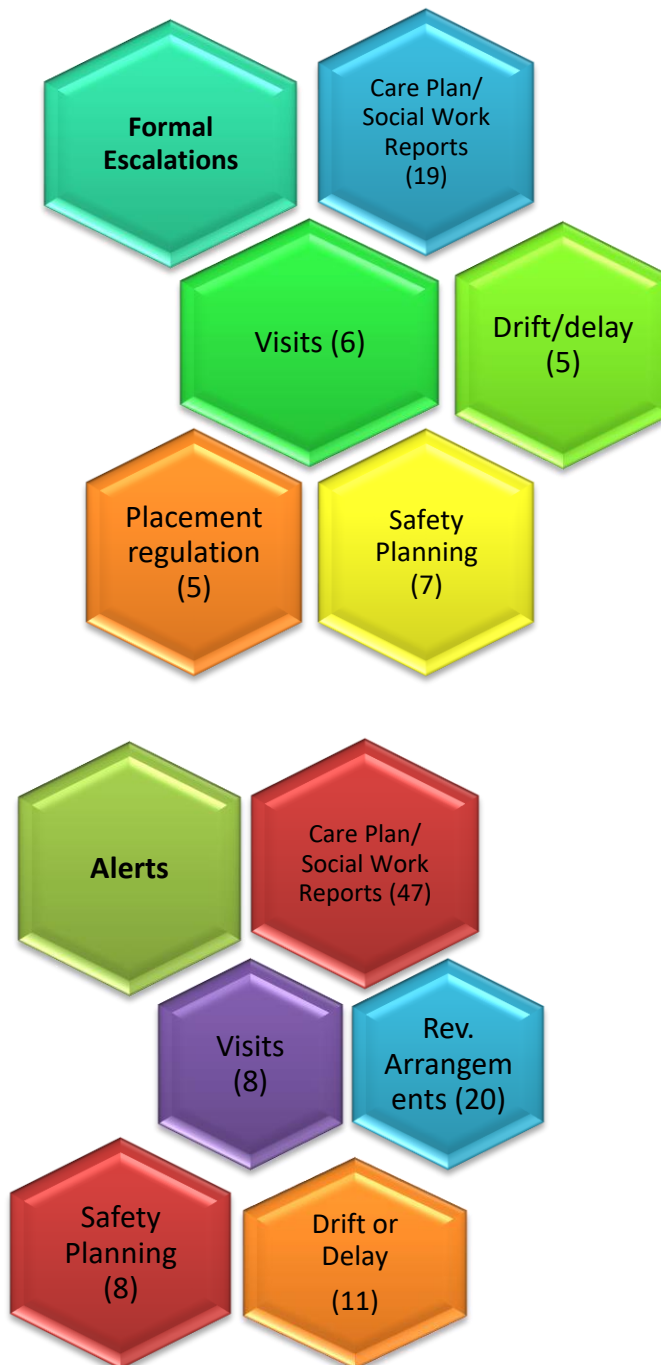 Formal
Escalations
Care Plan/
Social Work
Reports
(19)
Visits (6)
Drift/delay
(5)
Placement
regulation
(5)
Safety
Planning
(7)
Alerts
Care Plan/
Social Work
Reports (47)
Visits
(8)
Rev.
Arrangem
ents (20)
Safety
Planning
(8)
Drift or
Delay
(11)